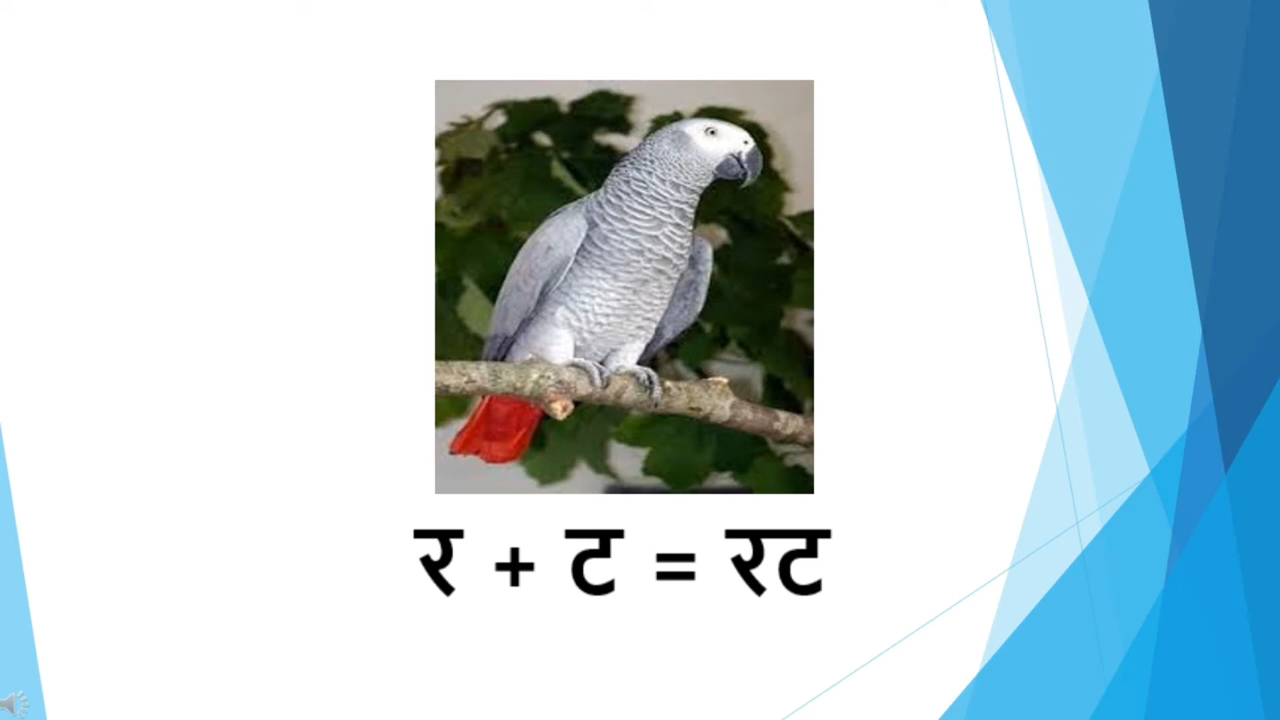 र + ट = रट